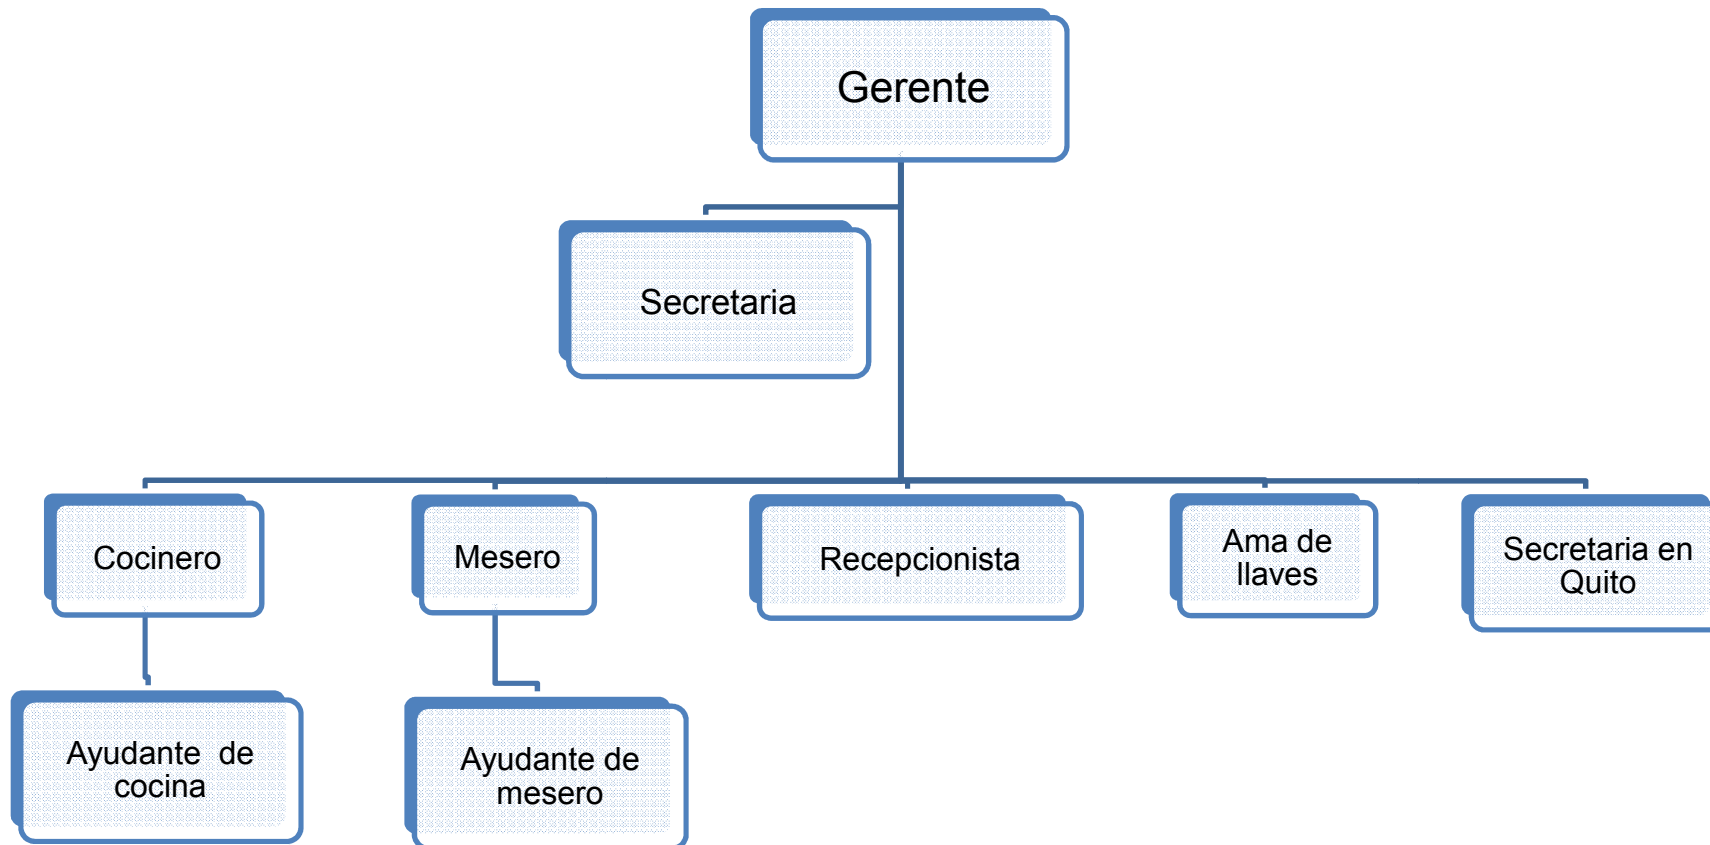 Gerente
Secretaria
Cocinero
Mesero
Recepcionista
Ama de
llaves
Secretaria en
Quito
Ayudante  de
cocina
Ayudante de
mesero